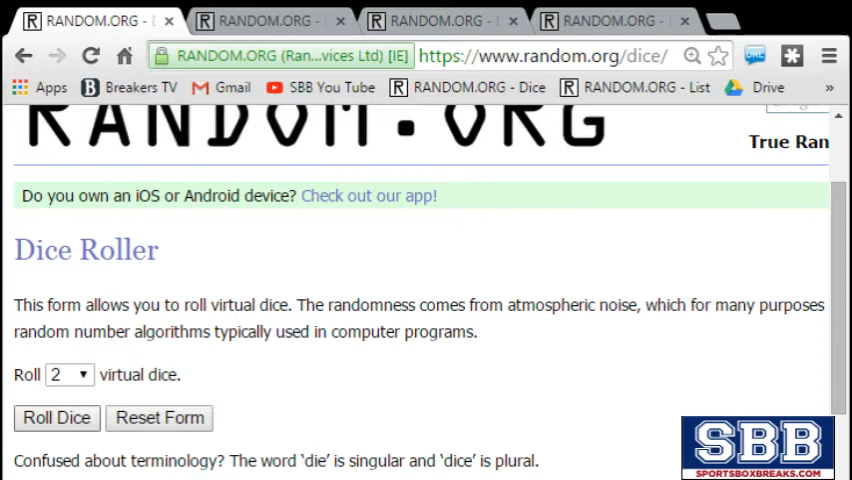 RANDOM.ORG - D
RANDOM.ORG -
RANDOM.ORG -
RANDOM.ORG -
RANDOM.ORG (Ran...vices Ltd) [IE]
https://www.random.org/dice/
Apps
Breakers TV
Gmail
SBB You Tube
RANDOM.ORG - Dice
RANDOM.ORG - List
Drive
»
RANDOM.ORG
True Ran
Do you own an iOS or Android device? Check out our app!
Dice Roller
This form allows you to roll virtual dice. The randomness comes from atmospheric noise, which for many purposes
random number algorithms typically used in computer programs.
Roll 2 virtual dice.
Roll Dice
Reset Form
Confused about terminology? The word ‘die’ is singular and ‘dice’ is plural.
SBB
SPORTSBOXBREAKS.COM